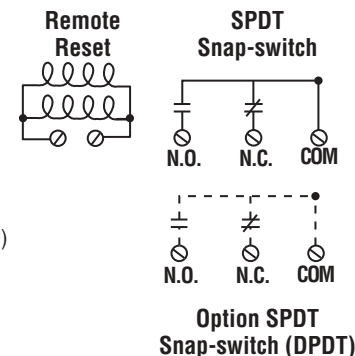 Remote
Reset
SPDT
Snap-switch
N.O. N.C. COM
)
N.O. N.C. COM
Option SPDT
Snap-switch (DPDT)